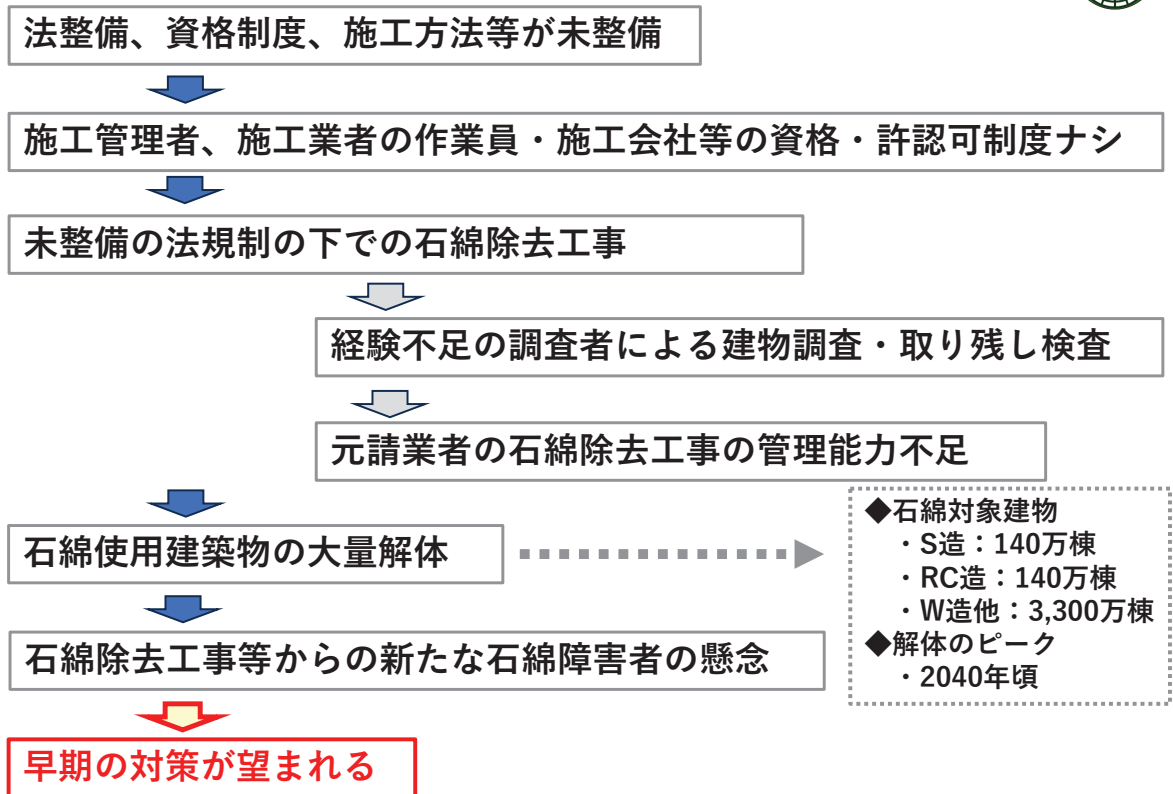 法整備、資格制度、施工方法等が未整備
施工管理者、施工業者の作業員・施工会社等の資格・許認可制度ナシ
未整備の法規制の下での石綿除去工事
経験不足の調査者による建物調査・取り残し検査
元請業者の石綿除去工事の管理能力不足
石綿使用建築物の大量解体
◆石綿対象建物
・S造：140万棟
・RC造：140万棟
・W造他：3,300万棟
◆解体のピーク
・2040年頃
石綿除去工事等からの新たな石綿障害者の懸念
早期の対策が望まれる